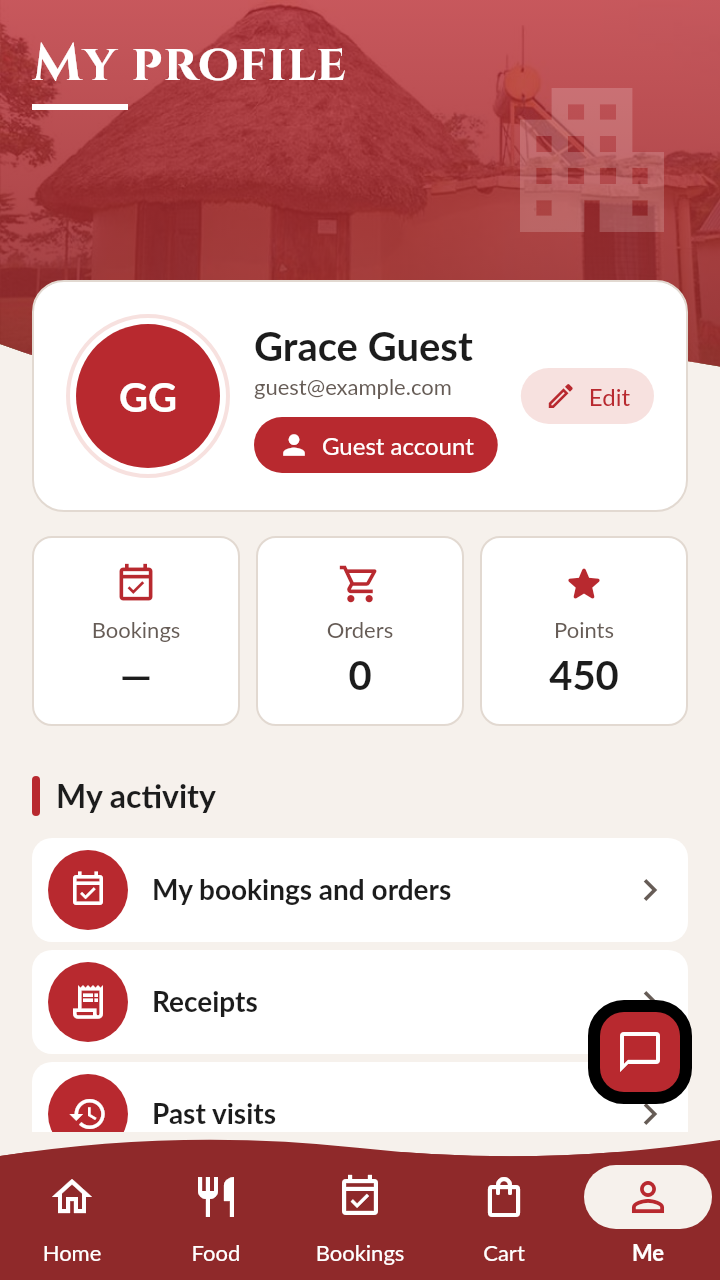 My profile
GG
Grace Guest
guest@example.com
Guest account
Edit
Bookings
Orders
Points
—
0
450
My activity
My bookings and orders
Receipts
Past visits
Home
Food
Bookings
Cart
Me